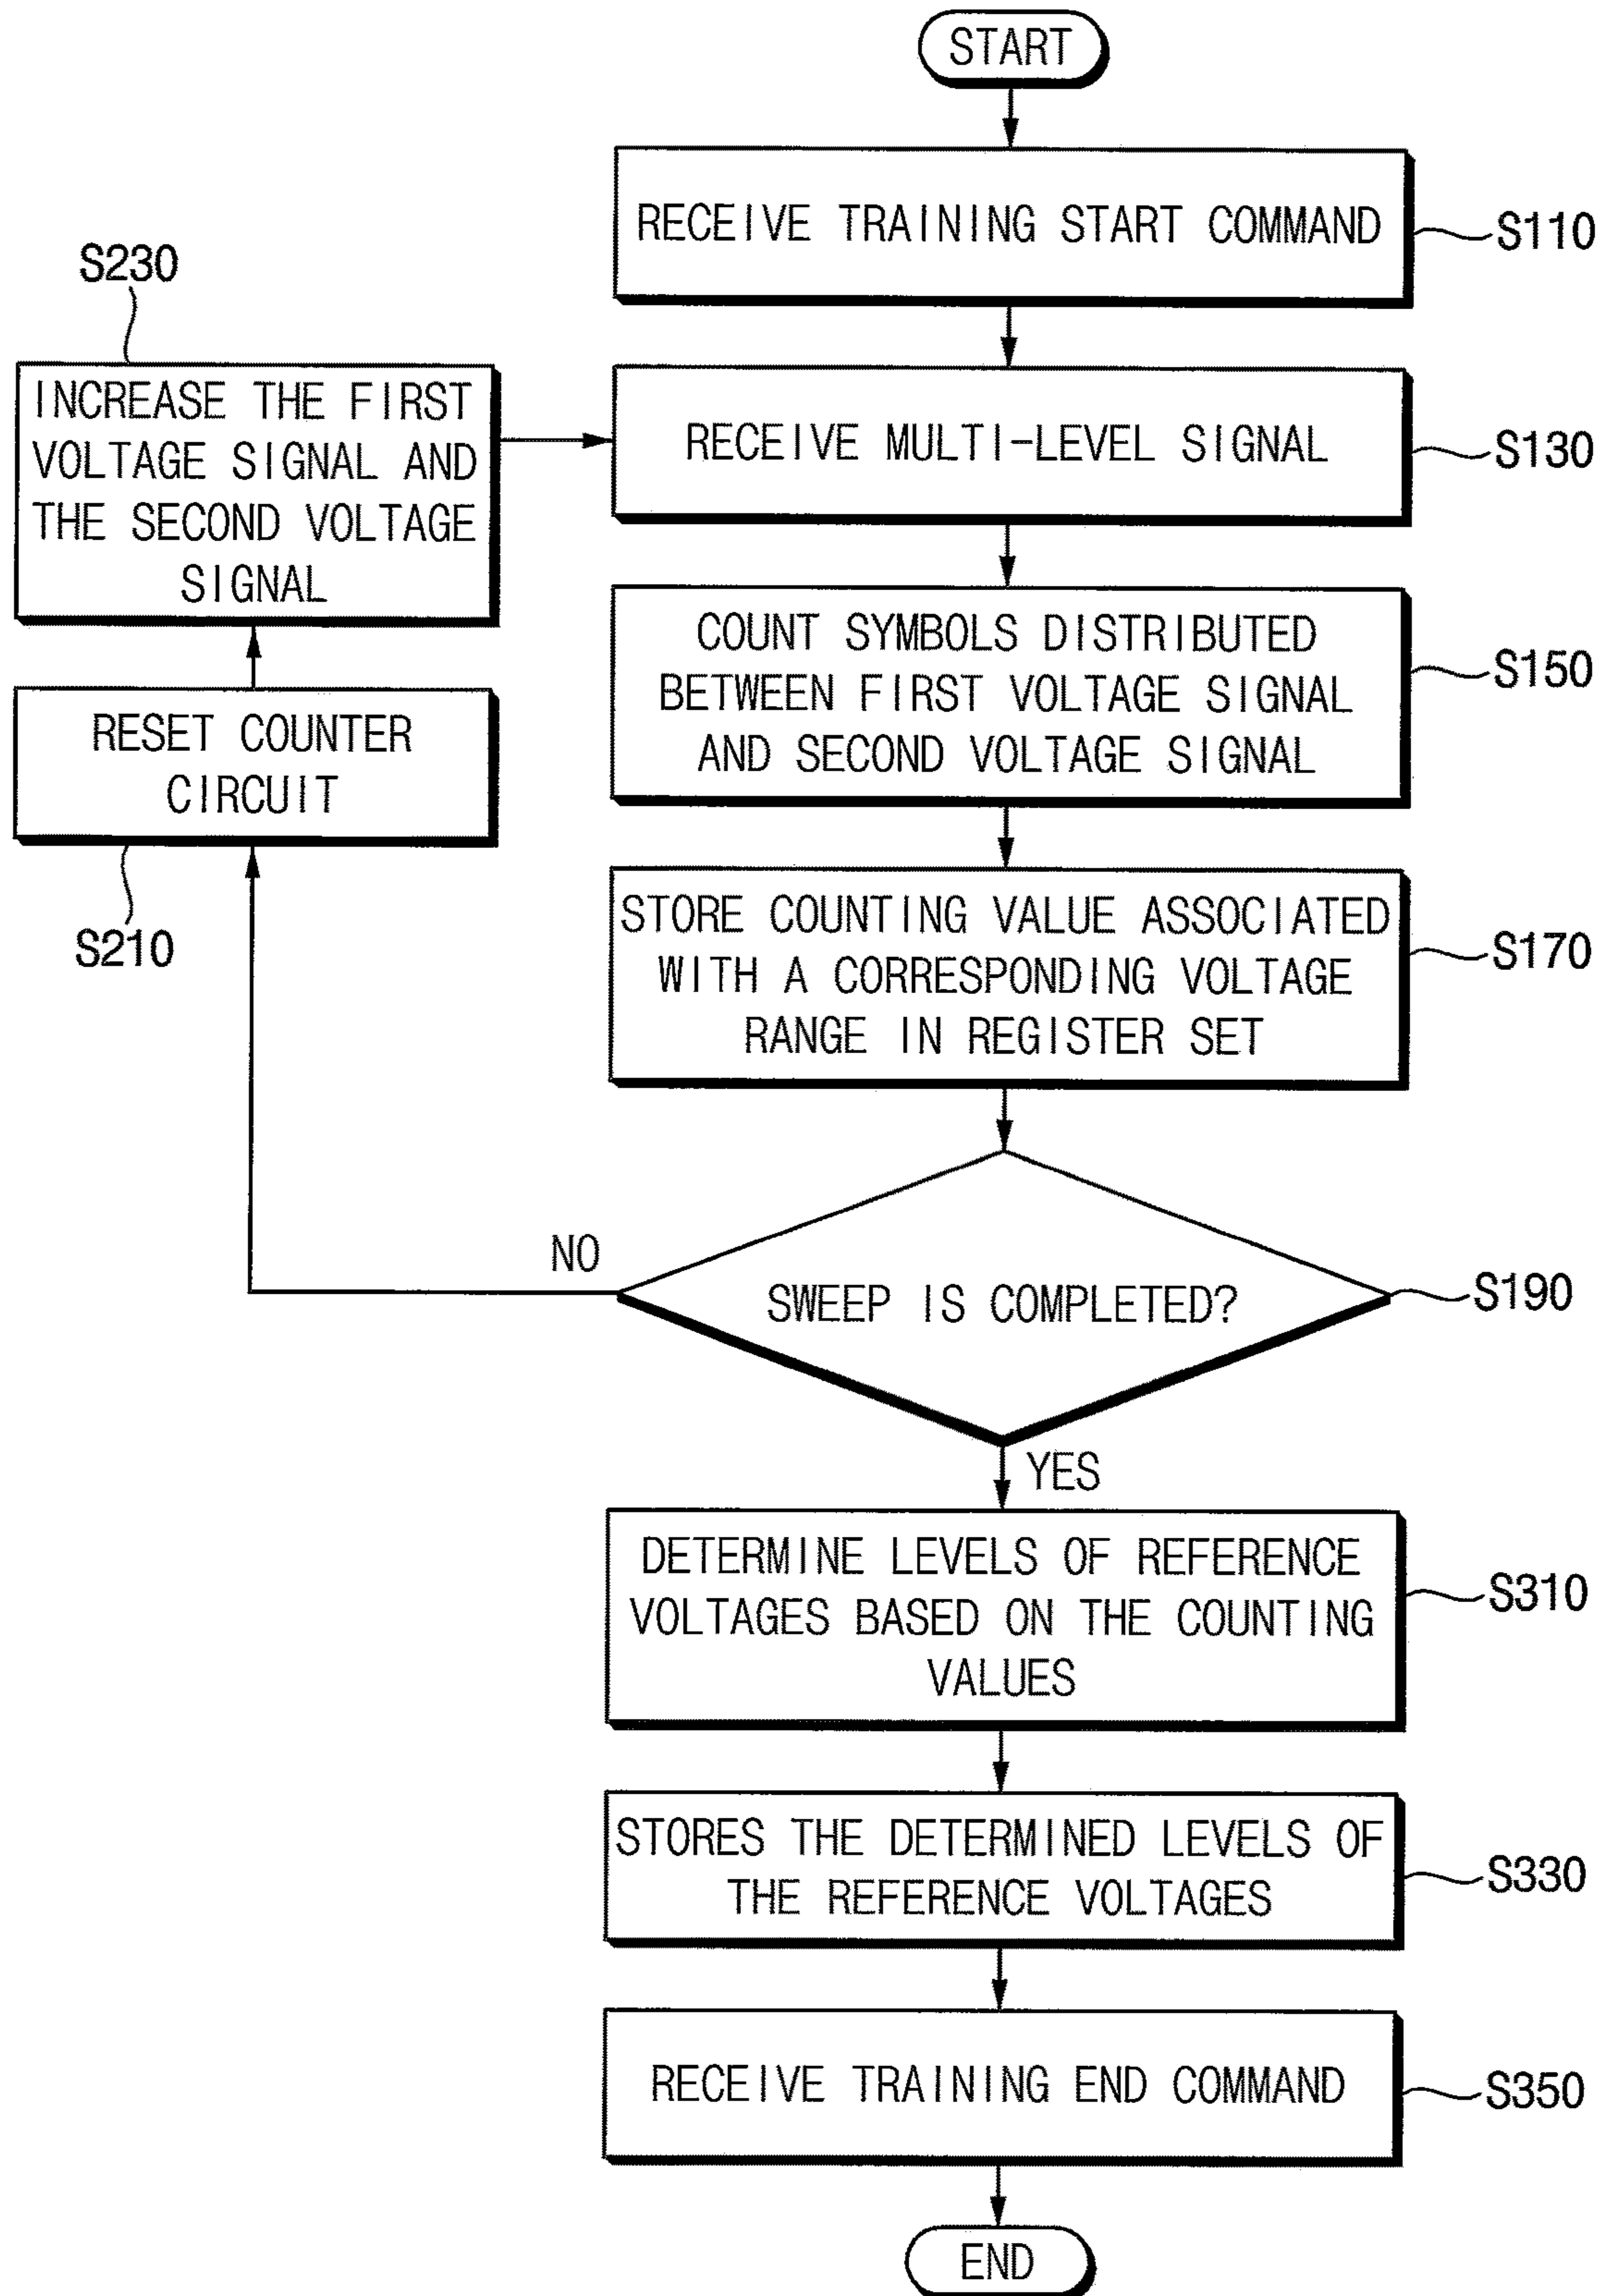 START
RECEIVE TRAINING START COMMAND
S110
S230
INCREASE THE FIRST
VOLTAGE SIGNAL AND
THE SECOND VOLTAGE
SIGNAL
RECEIVE MULTI-LEVEL SIGNAL
S130
COUNT SYMBOLS DISTRIBUTED
BETWEEN FIRST VOLTAGE SIGNAL
AND SECOND VOLTAGE SIGNAL
S150
RESET COUNTER
CIRCUIT
S210
STORE COUNTING VALUE ASSOCIATED
WITH A CORRESPONDING VOLTAGE
RANGE IN REGISTER SET
S170
NO
SWEEP IS COMPLETED?
S190
YES
DETERMINE LEVELS OF REFERENCE
VOLTAGES BASED ON THE COUNTING
VALUES
S310
STORES THE DETERMINED LEVELS OF
THE REFERENCE VOLTAGES
S330
RECEIVE TRAINING END COMMAND
S350
END